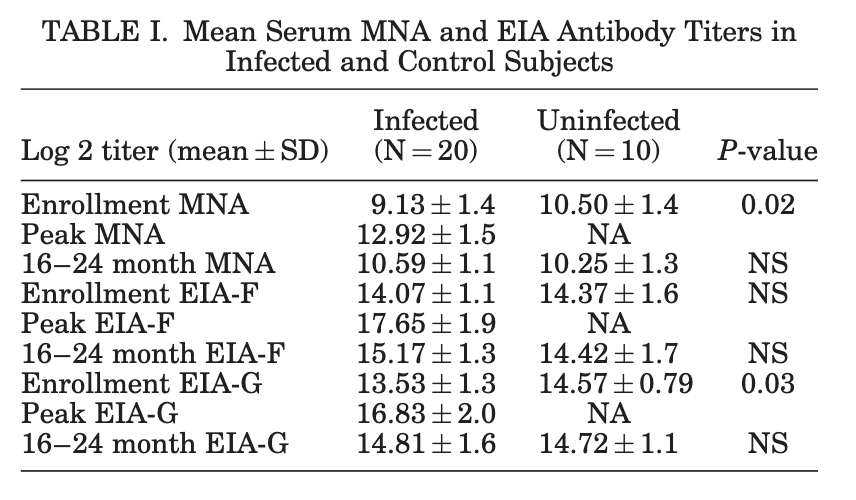 TABLE I. Mean Serum MNA and EIA Antibody Titers in
Infected and Control Subjects
Log 2 titer (mean ± SD) Infected (N = 20) Uninfected (N = 10) P-value
Enrollment MNA 9.13 ± 1.4 10.50 ± 1.4 0.02
Peak MNA 12.92 ± 1.5 NA
16–24 month MNA 10.59 ± 1.1 10.25 ± 1.3 NS
Enrollment EIA-F 14.07 ± 1.1 14.37 ± 1.6 NS
Peak EIA-F 17.65 ± 1.9 NA
16–24 month EIA-F 15.17 ± 1.3 14.42 ± 1.7 NS
Enrollment EIA-G 13.53 ± 1.3 14.57 ± 0.79 0.03
Peak EIA-G 16.83 ± 2.0 NA
16–24 month EIA-G 14.81 ± 1.6 14.72 ± 1.1 NS